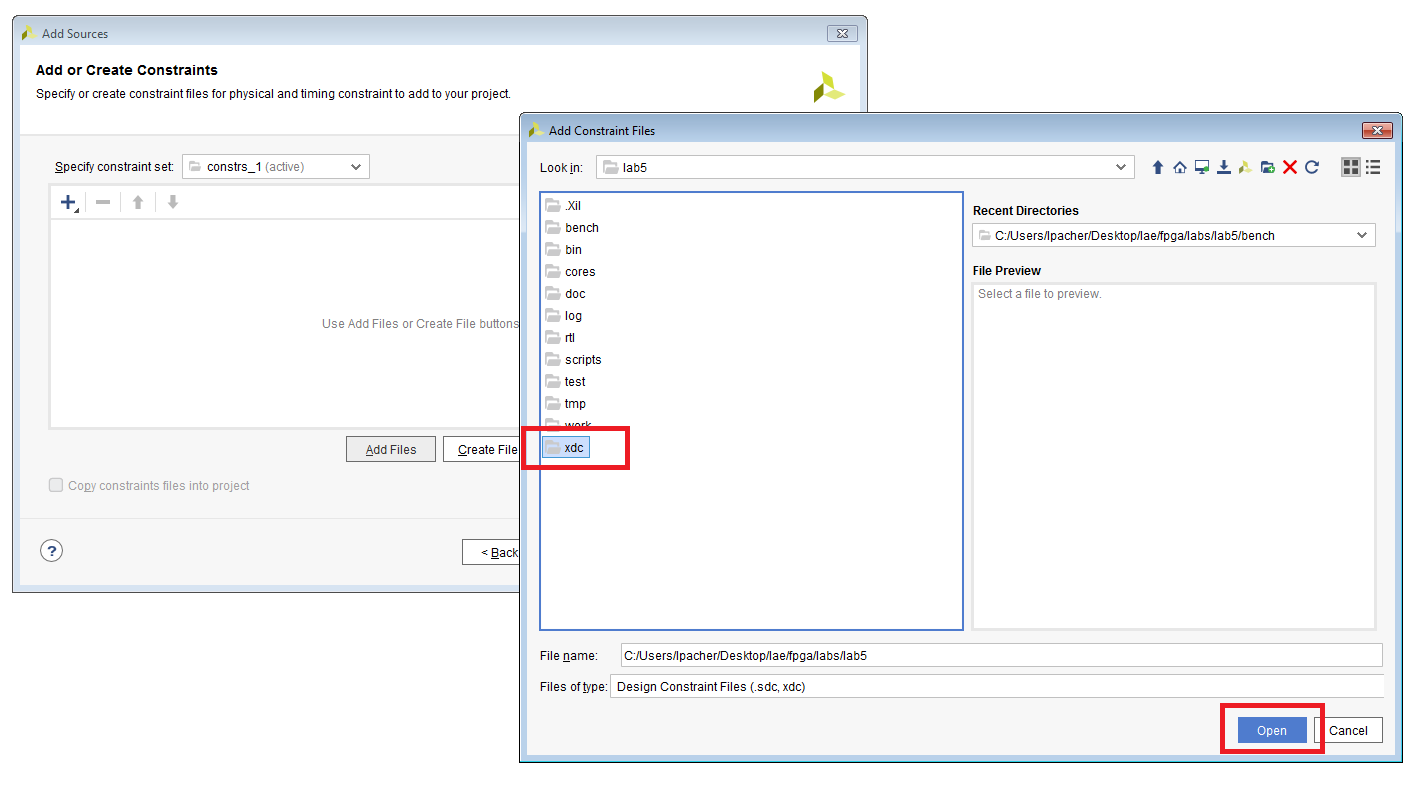 Add Sources
Add or Create Constraints
Specify or create constraint files for physical and timing constraint to add to your project.
Specify constraint set: constrs_1 (active)
Use Add Files or Create File buttons
Add Files
Create File
Copy constraints files into project
?
< Back
Add Constraint Files
Look in: lab5
.Xil
bench
bin
cores
doc
log
rtl
scripts
test
tmp
work
xdc
Recent Directories
C:/Users/lpacher/Desktop/lae/fpga/labs/lab5/bench
File Preview
Select a file to preview.
File name: C:/Users/lpacher/Desktop/lae/fpga/labs/lab5
Files of type: Design Constraint Files (.sdc, xdc)
Open
Cancel